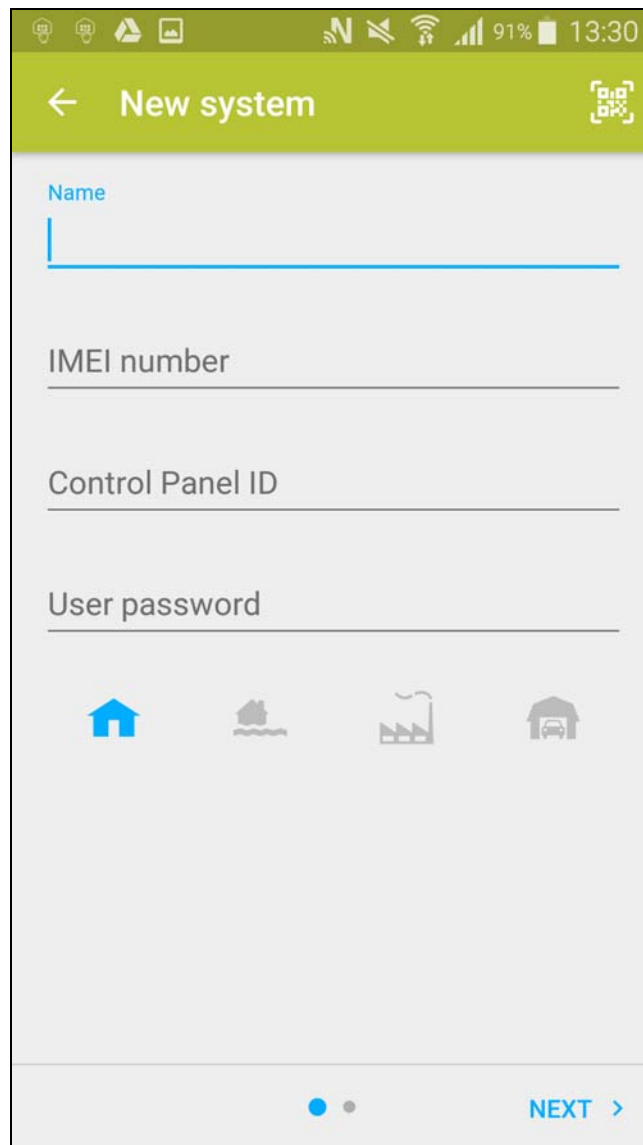 91% 13:30
New system
Name
IMEI number
Control Panel ID
User password
NEXT